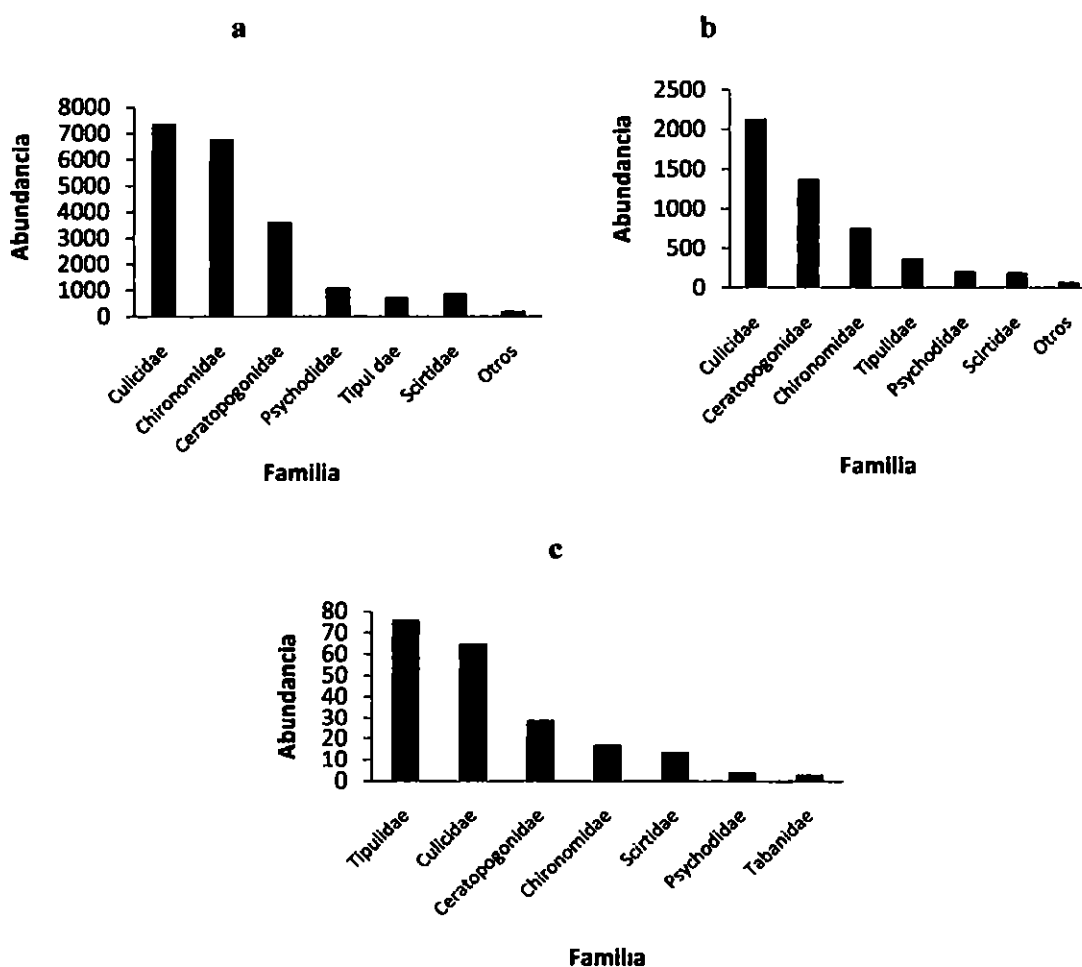 a
8000
7000
6000
5000
4000
3000
2000
1000
0
Abundancia
Culicidae
Chironomidae
Ceratopogonidae
Psychodidae
Tipul dae
Scirtidae
Otros
Familia
b
2500
2000
1500
1000
500
0
Abundancia
Culicidae
Ceratopogonidae
Chironomidae
Tipulidae
Psychodidae
Scirtidae
Otros
Familia
c
80
70
60
50
40
30
20
10
0
Abundancia
Tipulidae
Culicidae
Ceratopogonidae
Chironomidae
Scirtidae
Psychodidae
Tabanidae
Familia